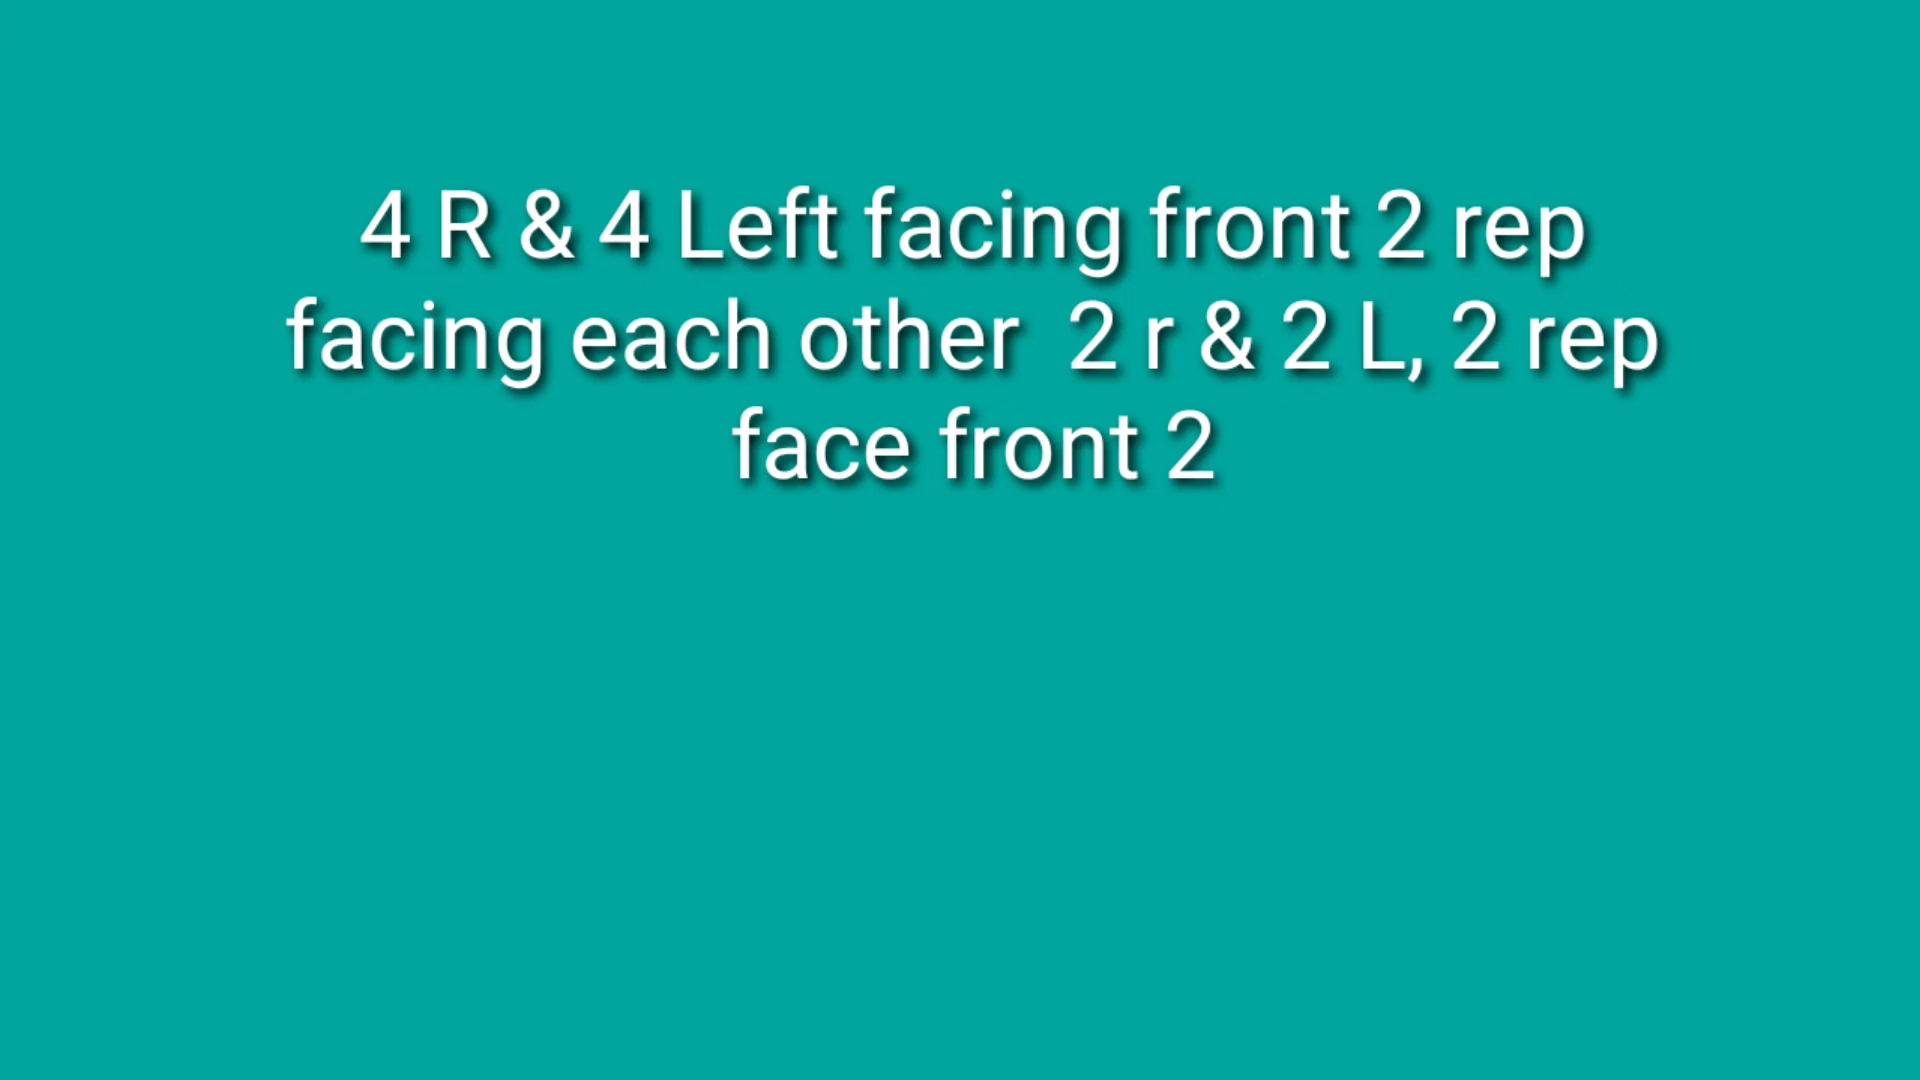 4 R & 4 Left facing front 2 rep
facing each other  2 r & 2 L, 2 rep
face front 2